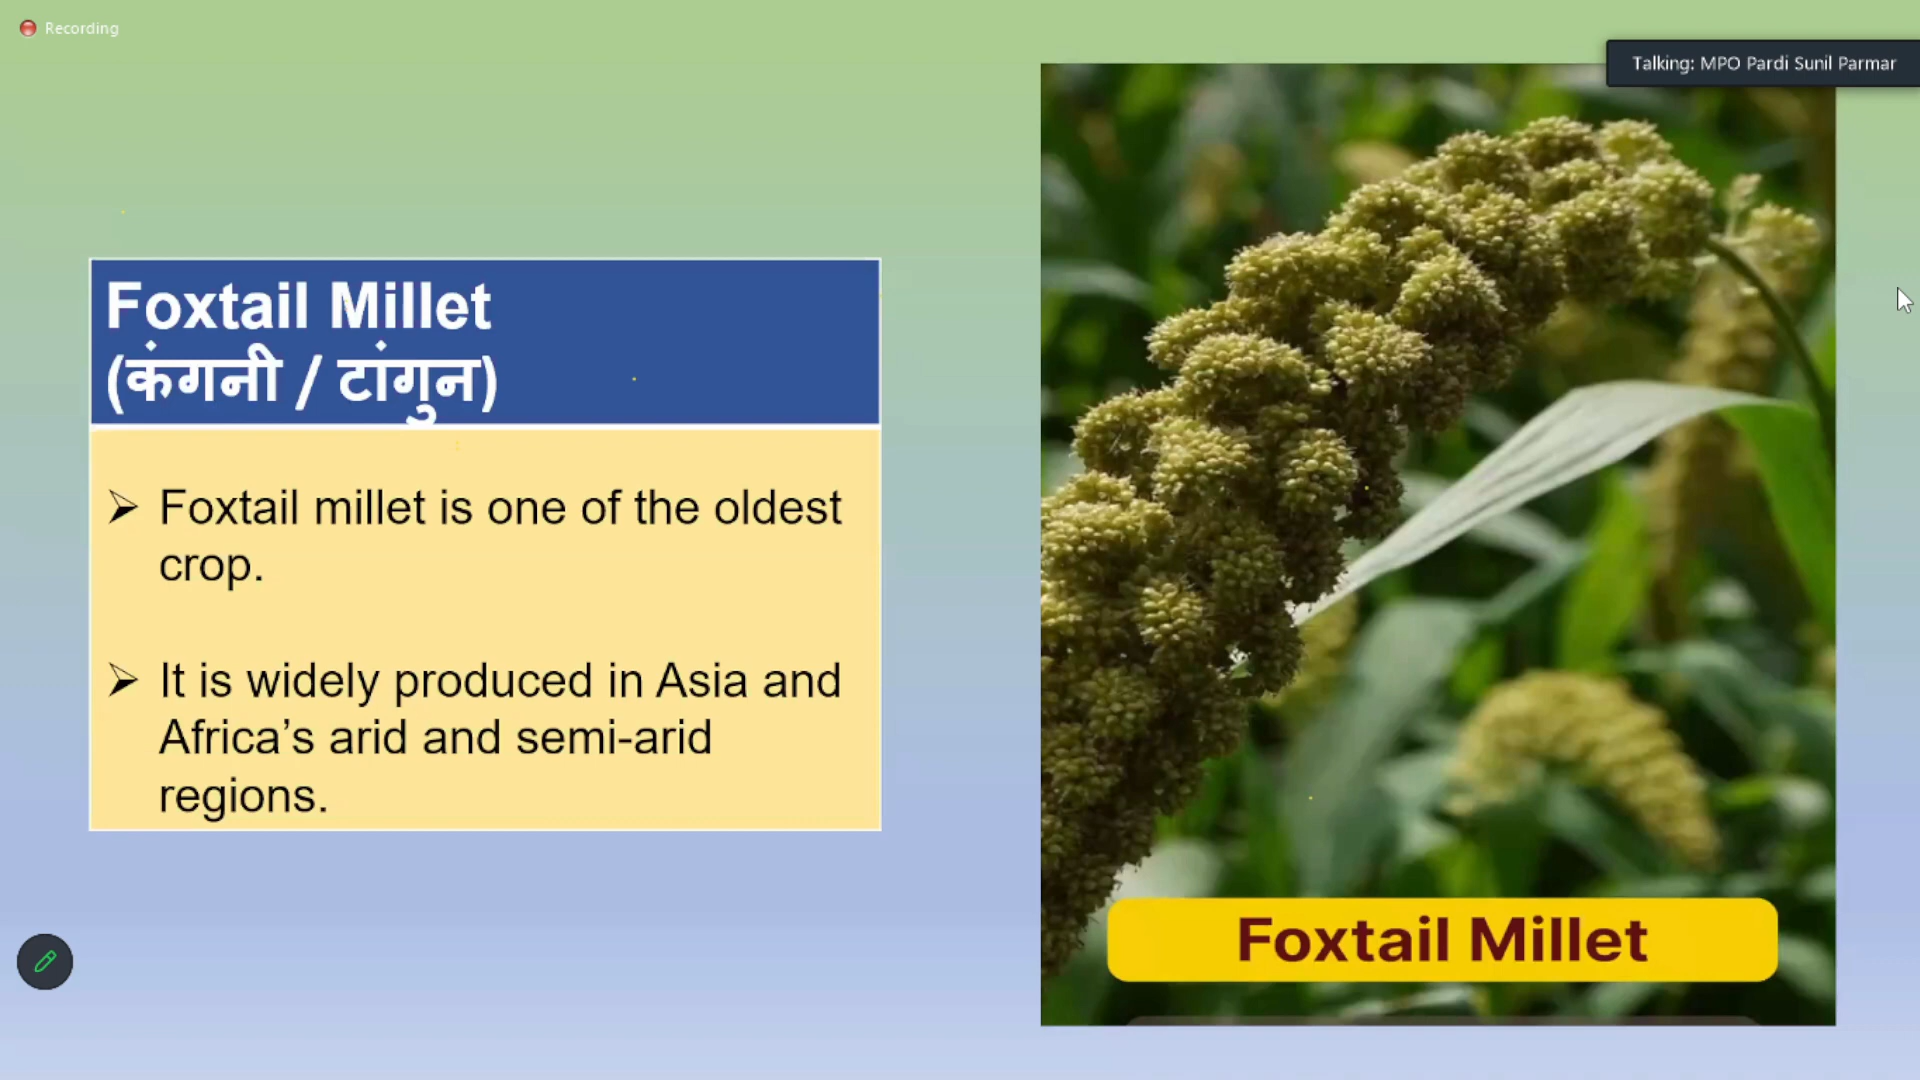 Recording
Talking: MPO Pardi Sunil Parmar
Foxtail Millet
(कंगनी / टांगुन)
➢ Foxtail millet is one of the oldest
crop.
➢ It is widely produced in Asia and
Africa’s arid and semi-arid
regions.
Foxtail Millet